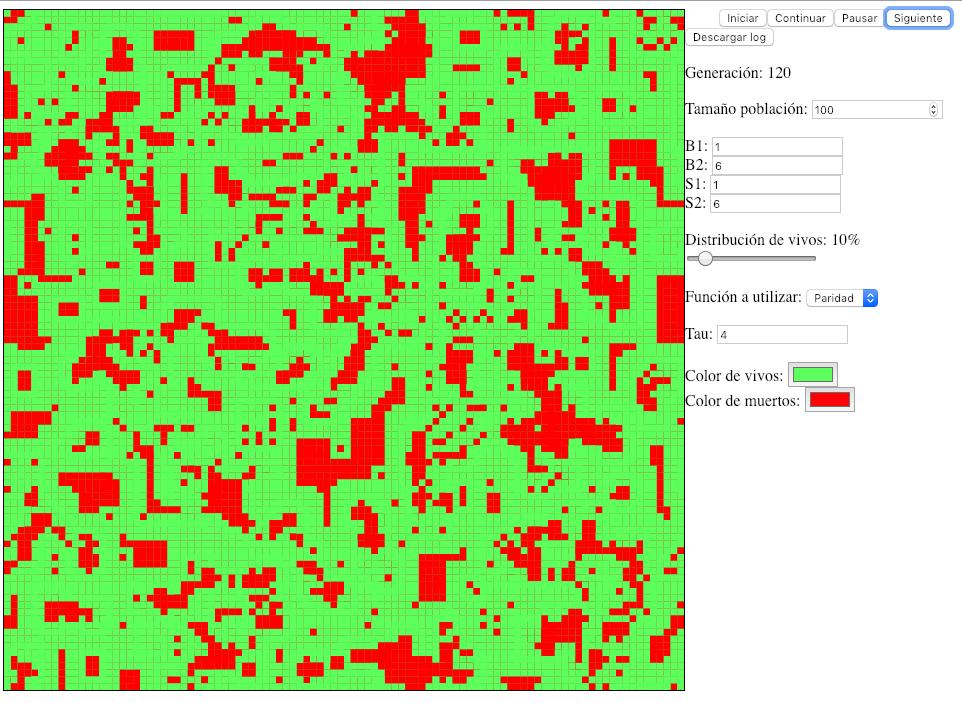 Iniciar Continuar Pausar Siguiente
Descargar log
Generación: 120
Tamaño población: 100
B1: 1
B2: 6
S1: 1
S2: 6
Distribución de vivos: 10%
Función a utilizar: Paridad
Tau: 4
Color de vivos:
Color de muertos: